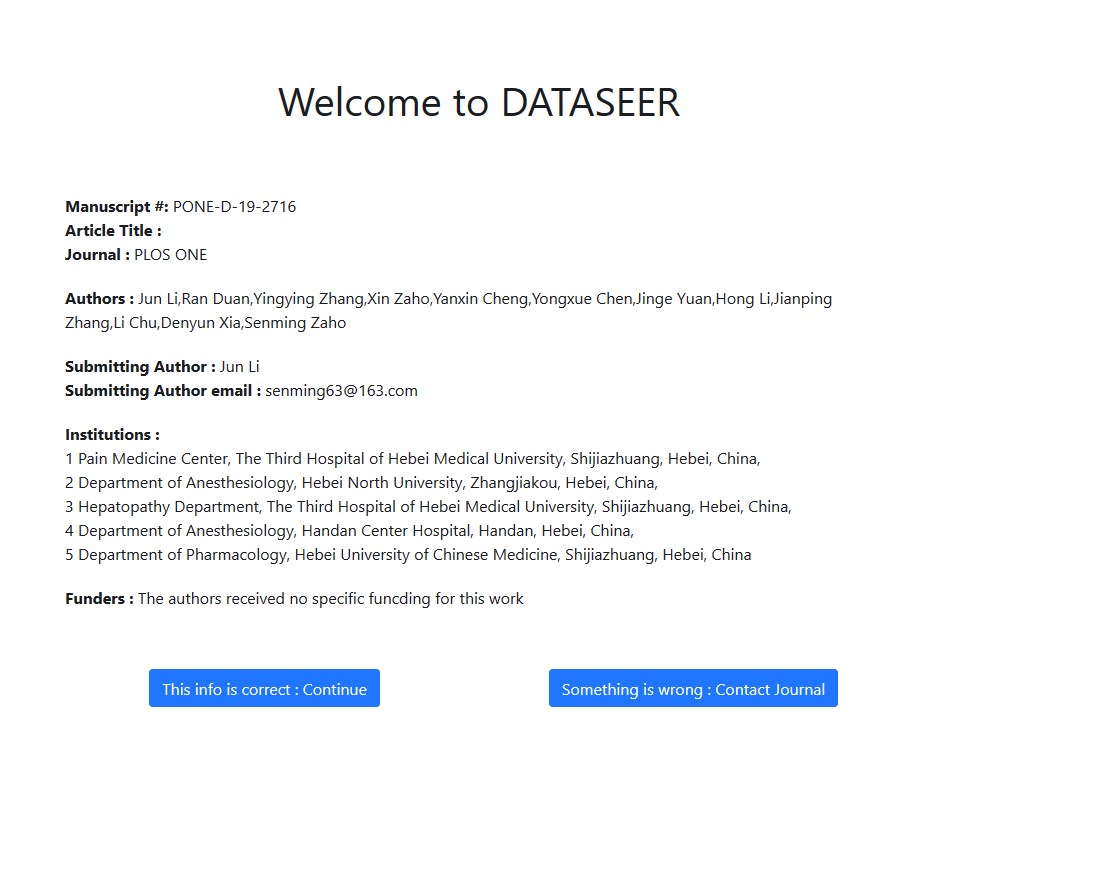 Welcome to DATASEER
Manuscript #: PONE-D-19-2716
Article Title :
Journal : PLOS ONE
Authors : Jun Li,Ran Duan,Yingying Zhang,Xin Zaho,Yanxin Cheng,Yongxue Chen,Jinge Yuan,Hong Li,Jianping
Zhang,Li Chu,Denyun Xia,Senming Zaho
Submitting Author : Jun Li
Submitting Author email : senming63@163.com
Institutions :
1 Pain Medicine Center, The Third Hospital of Hebei Medical University, Shijiazhuang, Hebei, China,
2 Department of Anesthesiology, Hebei North University, Zhangjiakou, Hebei, China,
3 Hepatopathy Department, The Third Hospital of Hebei Medical University, Shijiazhuang, Hebei, China,
4 Department of Anesthesiology, Handan Center Hospital, Handan, Hebei, China,
5 Department of Pharmacology, Hebei University of Chinese Medicine, Shijiazhuang, Hebei, China
Funders : The authors received no specific funcding for this work
This info is correct : Continue
Something is wrong : Contact Journal